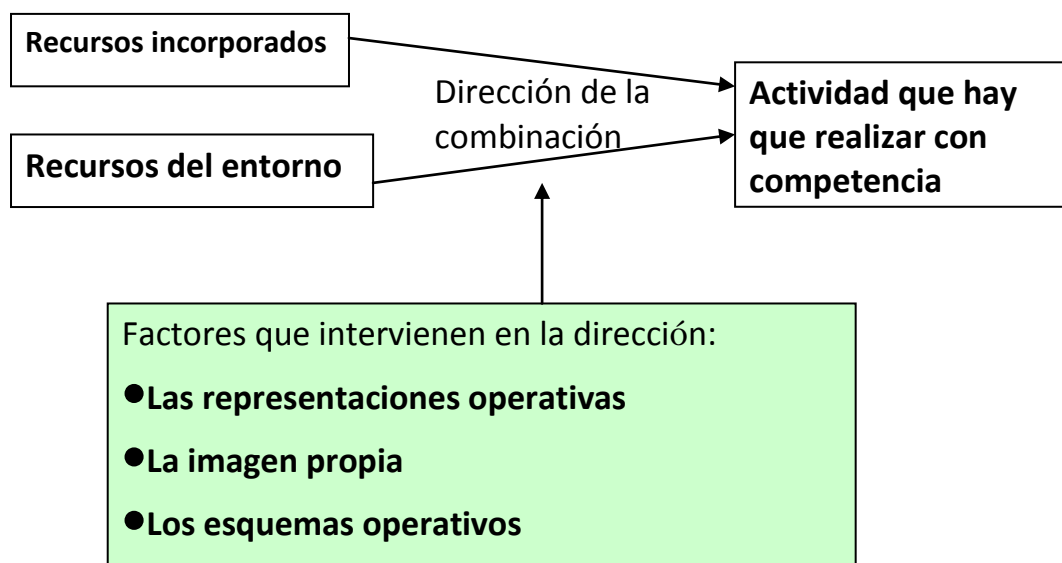 Recursos incorporados
Dirección de la
combinación
Actividad que hay
que realizar con
competencia
Recursos del entorno
Factores que intervienen en la dirección:
●Las representaciones operativas
●La imagen propia
●Los esquemas operativos